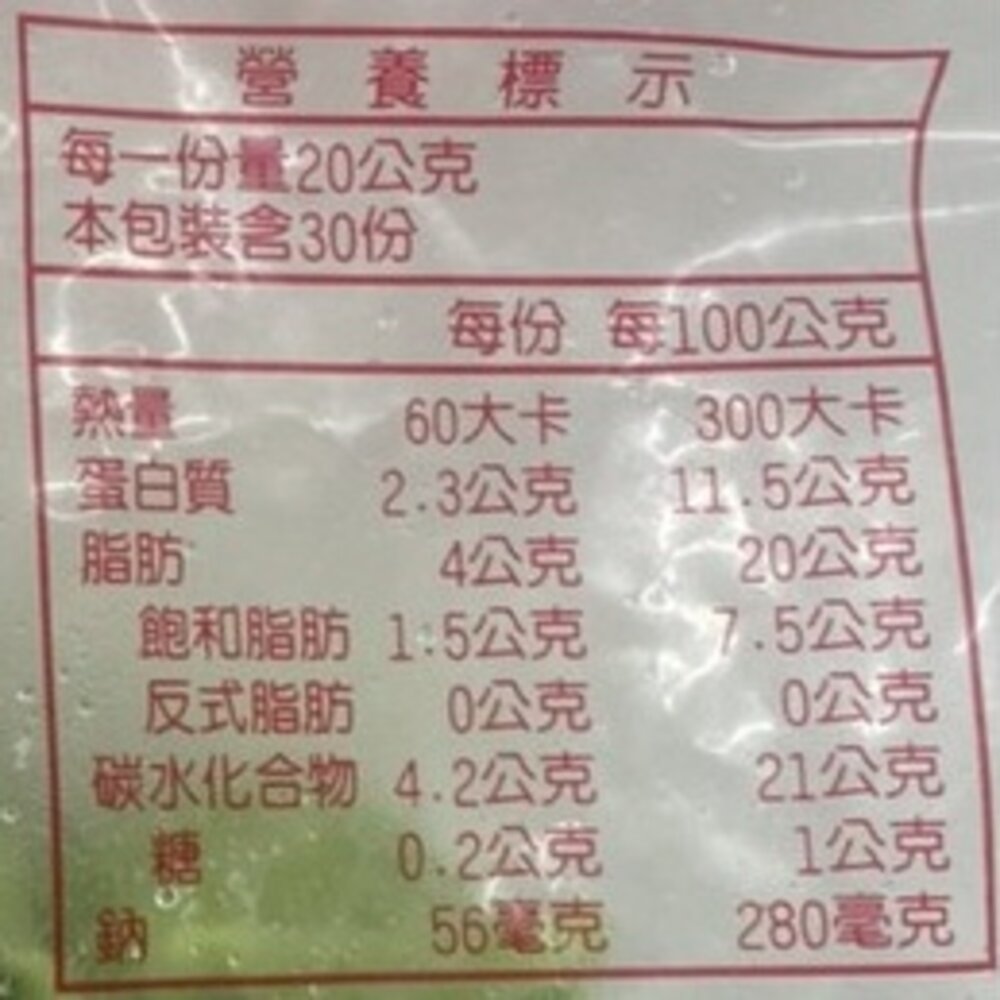 營養標示
每一份量20公克
本包裝含30份
每份 每100公克
熱量 60大卡 300大卡
蛋白質 2.3公克 11.5公克
脂肪 4公克 20公克
飽和脂肪 1.5公克 7.5公克
反式脂肪 0公克 0公克
碳水化合物 4.2公克 21公克
糖 0.2公克 1公克
鈉 56毫克 280毫克